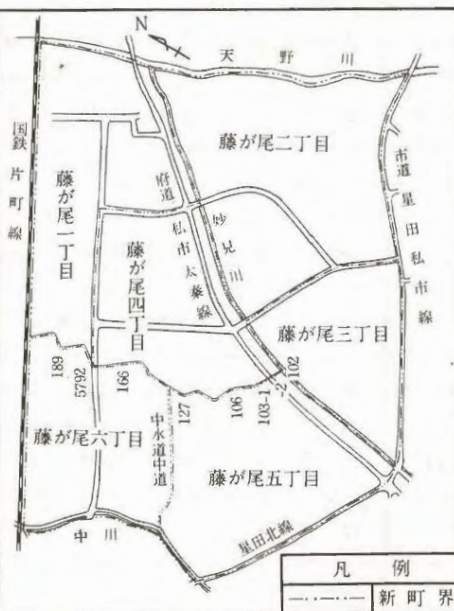 N
天野川
国鉄片町線
藤が尾二丁目
市道星田私市線
府道私市太秦線
妙見川
藤が尾一丁目
藤が尾四丁目
藤が尾三丁目
189
5792
166
127
106
103-1
-2
102
藤が尾六丁目
中水道中道
藤が尾五丁目
中川
星田北線
凡例
新町界